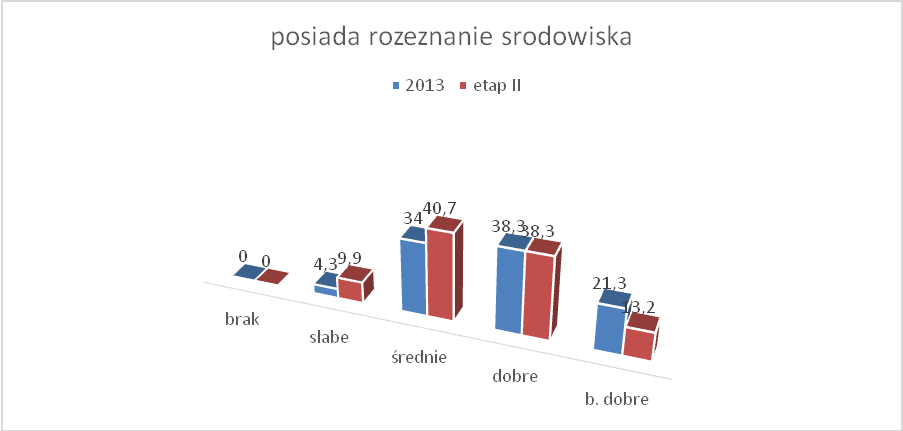 posiada rozeznanie srodowiska
2013 etap II
0 0
4,3 9,9
34 40,7
38,3 38,3
21,3 13,2
brak
słabe
średnie
dobre
b. dobre